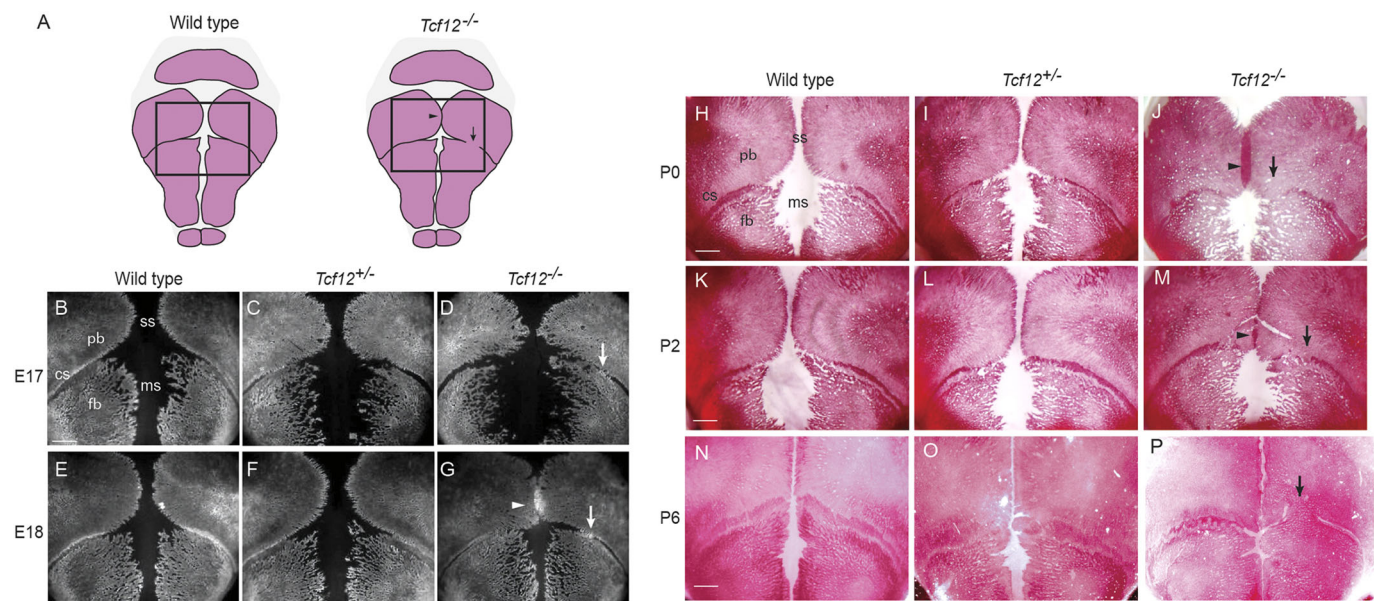 A
Wild type
Tcf12-/-
Wild type
Tcf12+/-
Tcf12-/-
E17
B
pb
ss
cs
ms
fb
C
D
E18
E
F
G
Wild type
Tcf12+/-
Tcf12-/-
P0
H
ss
pb
cs
ms
fb
I
J
P2
K
L
M
P6
N
O
P